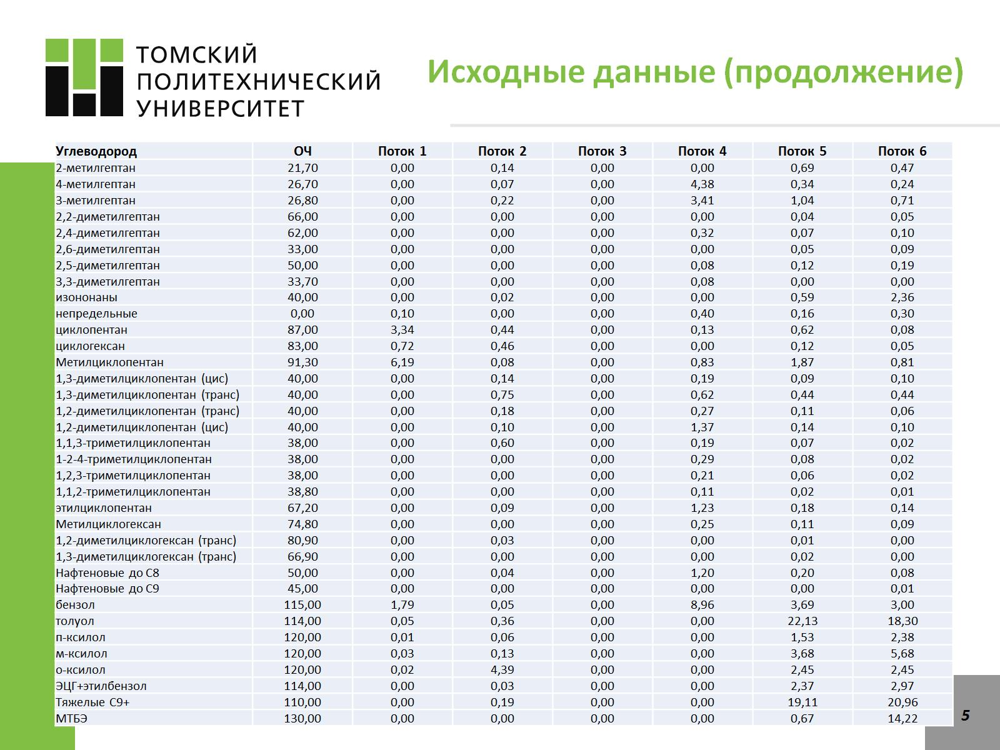 ТОМСКИЙ
ПОЛИТЕХНИЧЕСКИЙ
УНИВЕРСИТЕТ
Исходные данные (продолжение)
Углеводород ОЧ Поток 1 Поток 2 Поток 3 Поток 4 Поток 5 Поток 6
2-метилгептан 21,70 0,00 0,14 0,00 0,00 0,69 0,47
4-метилгептан 26,70 0,00 0,07 0,00 4,38 0,34 0,24
3-метилгептан 26,80 0,00 0,22 0,00 3,41 1,04 0,71
2,2-диметилгептан 66,00 0,00 0,00 0,00 0,00 0,04 0,05
2,4-диметилгептан 62,00 0,00 0,00 0,00 0,32 0,07 0,10
2,6-диметилгептан 33,00 0,00 0,00 0,00 0,00 0,05 0,09
2,5-диметилгептан 50,00 0,00 0,00 0,00 0,08 0,12 0,19
3,3-диметилгептан 33,70 0,00 0,00 0,00 0,08 0,00 0,00
изононаны 40,00 0,00 0,02 0,00 0,00 0,59 2,36
непредельные 0,00 0,10 0,00 0,00 0,40 0,16 0,30
циклопентан 87,00 3,34 0,44 0,00 0,13 0,62 0,08
циклогексан 83,00 0,72 0,46 0,00 0,00 0,12 0,05
Метилциклопентан 91,30 6,19 0,08 0,00 0,83 1,87 0,81
1,3-диметилциклопентан (цис) 40,00 0,00 0,14 0,00 0,19 0,09 0,10
1,3-диметилциклопентан (транс) 40,00 0,00 0,75 0,00 0,62 0,44 0,44
1,2-диметилциклопентан (транс) 40,00 0,00 0,18 0,00 0,27 0,11 0,06
1,2-диметилциклопентан (цис) 40,00 0,00 0,10 0,00 1,37 0,14 0,10
1,1,3-триметилциклопентан 38,00 0,00 0,60 0,00 0,19 0,07 0,02
1-2-4-триметилциклопентан 38,00 0,00 0,00 0,00 0,29 0,08 0,02
1,2,3-триметилциклопентан 38,00 0,00 0,00 0,00 0,21 0,06 0,02
1,1,2-триметилциклопентан 38,80 0,00 0,00 0,00 0,11 0,02 0,01
этилциклопентан 67,20 0,00 0,09 0,00 1,23 0,18 0,14
Метилциклогексан 74,80 0,00 0,00 0,00 0,25 0,11 0,09
1,2-диметилциклогексан (транс) 80,90 0,00 0,03 0,00 0,00 0,01 0,00
1,3-диметилциклогексан (транс) 66,90 0,00 0,00 0,00 0,00 0,02 0,00
Нафтеновые до С8 50,00 0,00 0,04 0,00 1,20 0,20 0,08
Нафтеновые до С9 45,00 0,00 0,00 0,00 0,00 0,00 0,01
бензол 115,00 1,79 0,05 0,00 8,96 3,69 3,00
толуол 114,00 0,05 0,36 0,00 0,00 22,13 18,30
п-ксилол 120,00 0,01 0,06 0,00 0,00 1,53 2,38
м-ксилол 120,00 0,03 0,13 0,00 0,00 3,68 5,68
о-ксилол 120,00 0,02 4,39 0,00 0,00 2,45 2,45
ЭЦГ+этилбензол 114,00 0,00 0,03 0,00 0,00 2,37 2,97
Тяжелые С9+ 110,00 0,00 0,19 0,00 0,00 19,11 20,96
МТБЭ 130,00 0,00 0,00 0,00 0,00 0,67 14,22
5